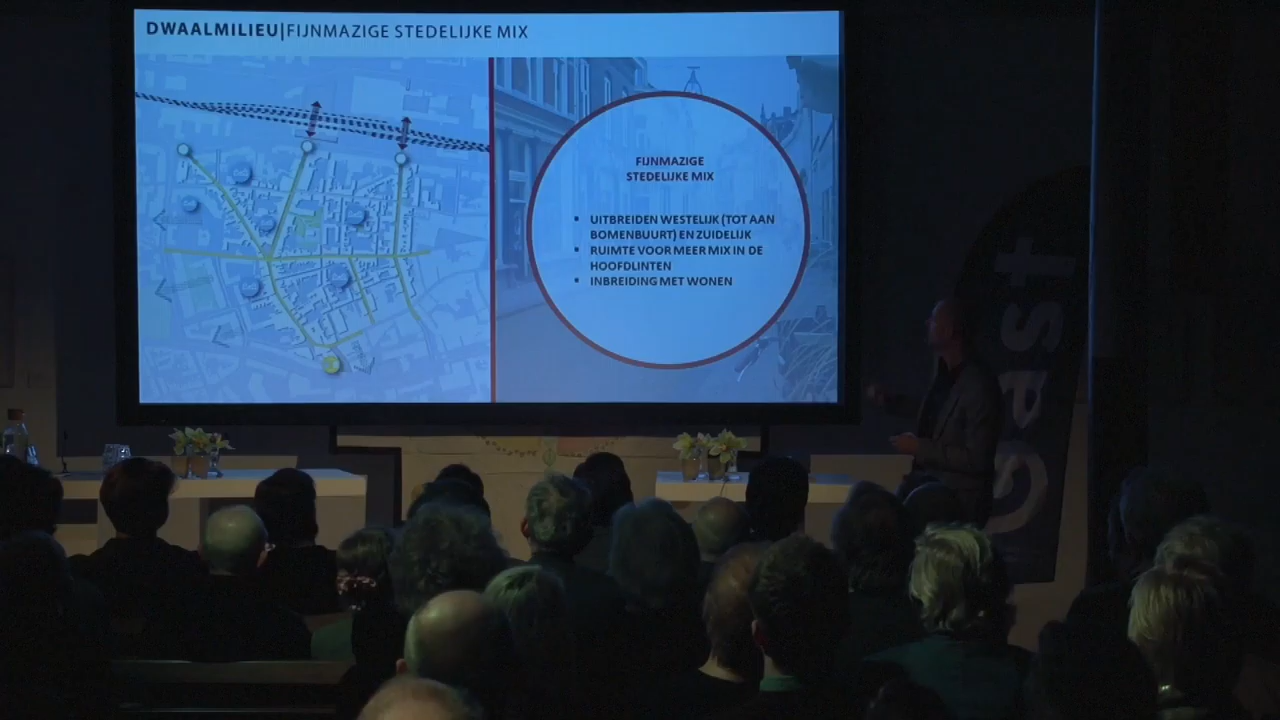 DWAALMILIEU|FIJNMAZIGE STEDELIJKE MIX
FIJNMAZIGE
STEDELIJKE MIX
▪ UITBREIDEN WESTELIJK (TOT AAN
BOMENBUURT) EN ZUIDELIJK
▪ RUIMTE VOOR MEER MIX IN DE
HOOFDLINTEN
▪ INBREIDING MET WONEN